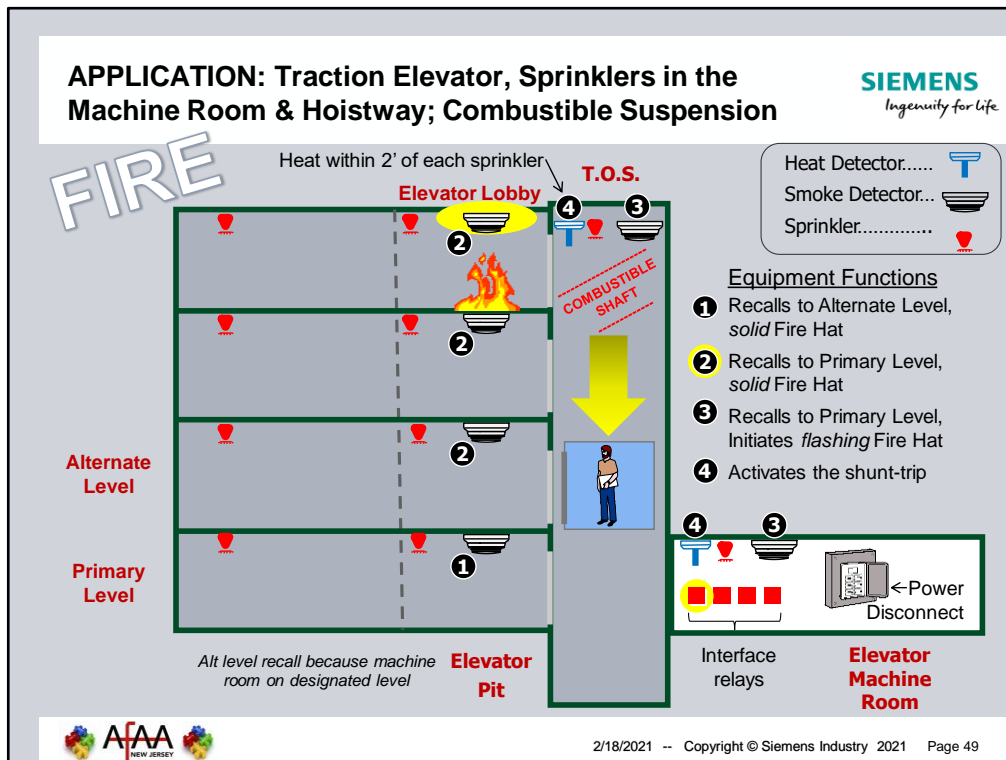 APPLICATION: Traction Elevator, Sprinklers in the
Machine Room & Hoistway; Combustible Suspension
SIEMENS
Ingenuity for life
FIRE
Heat within 2' of each sprinkler
T.O.S.
Elevator Lobby
Heat Detector......
Smoke Detector...
Sprinkler..............
4
3
2
COMBUSTIBLE
SHAFT
Equipment Functions
1 Recalls to Alternate Level,
solid Fire Hat
2 Recalls to Primary Level,
solid Fire Hat
3 Recalls to Primary Level,
Initiates flashing Fire Hat
4 Activates the shunt-trip
2
2
Alternate
Level
1
Primary
Level
4
3
Power
Disconnect
Alt level recall because machine
room on designated level
Elevator
Pit
Interface
relays
Elevator
Machine
Room
AfAA
NEW JERSEY
2/18/2021 -- Copyright © Siemens Industry 2021 Page 49